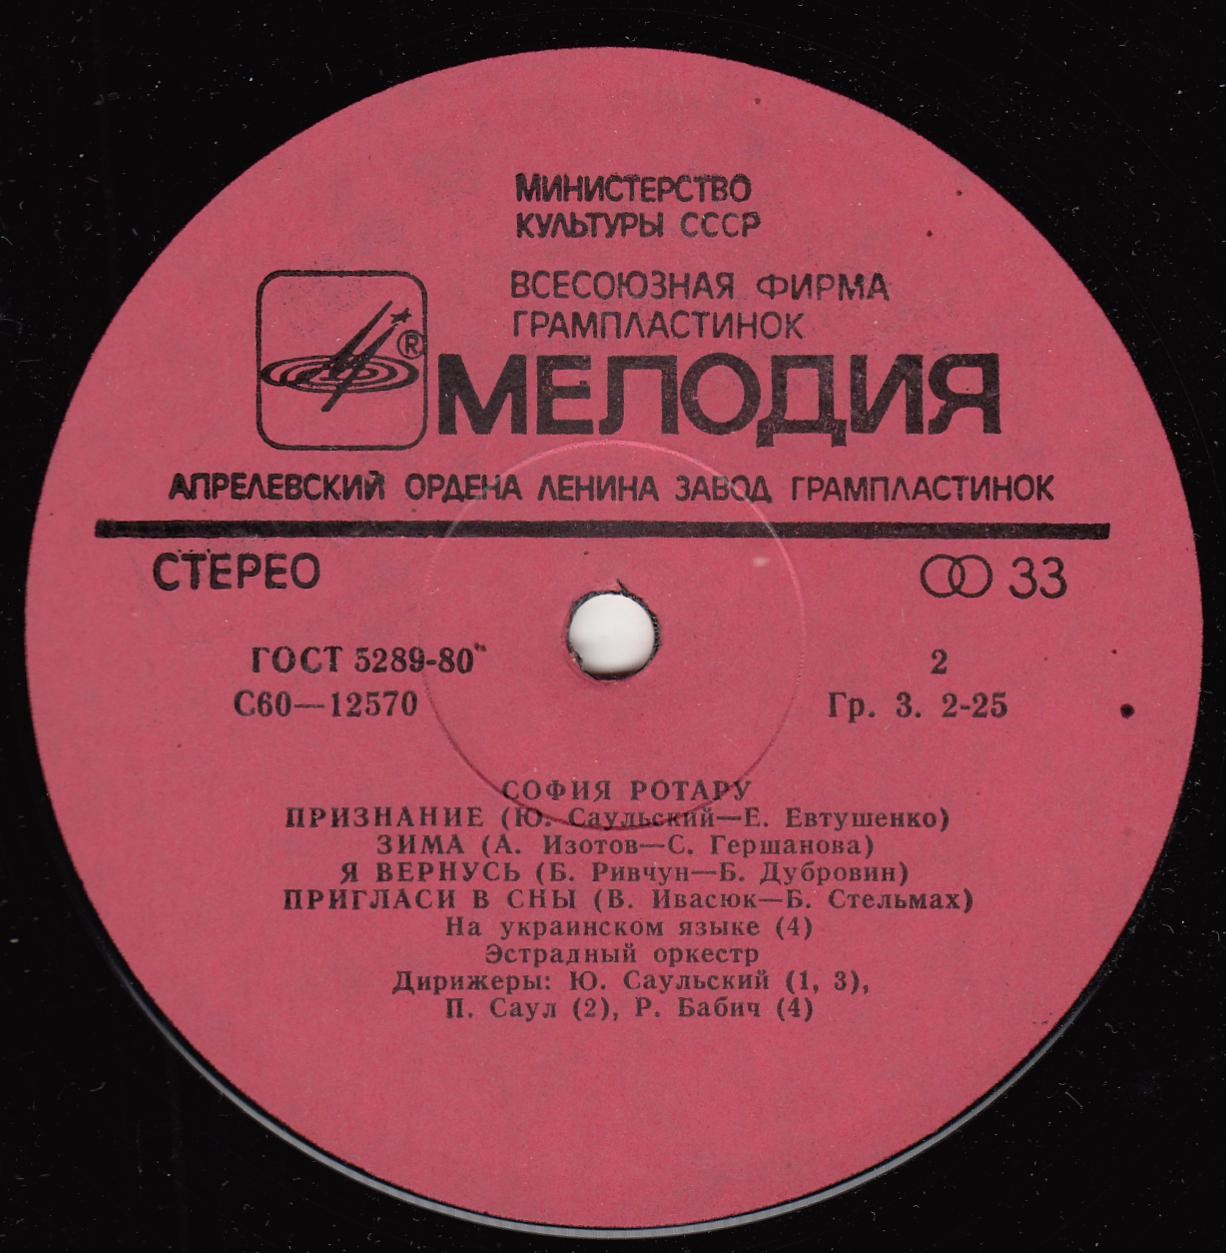 МИНИСТЕРСТВО
КУЛЬТУРЫ СССР
ВСЕСОЮЗНАЯ ФИРМА
ГРАМПЛАСТИНОК
®
МЕЛОДИЯ
АПРЕЛЕВСКИЙ ОРДЕНА ЛЕНИНА ЗАВОД ГРАМПЛАСТИНОК
СТЕРЕО 33
ГОСТ 5289-80 2
С60—12570 Гр. 3. 2-25
СОФИЯ РОТАРУ
ПРИЗНАНИЕ (Ю. Саульский—Е. Евтушенко)
ЗИМА (А. Изотов—С. Гершанова)
Я ВЕРНУСЬ (Б. Ривчун—Б. Дубровин)
ПРИГЛАСИ В СНЫ (В. Ивасюк—Б. Стельмах)
На украинском языке (4)
Эстрадный оркестр
Дирижеры: Ю. Саульский (1, 3),
П. Саул (2), Р. Бабич (4)